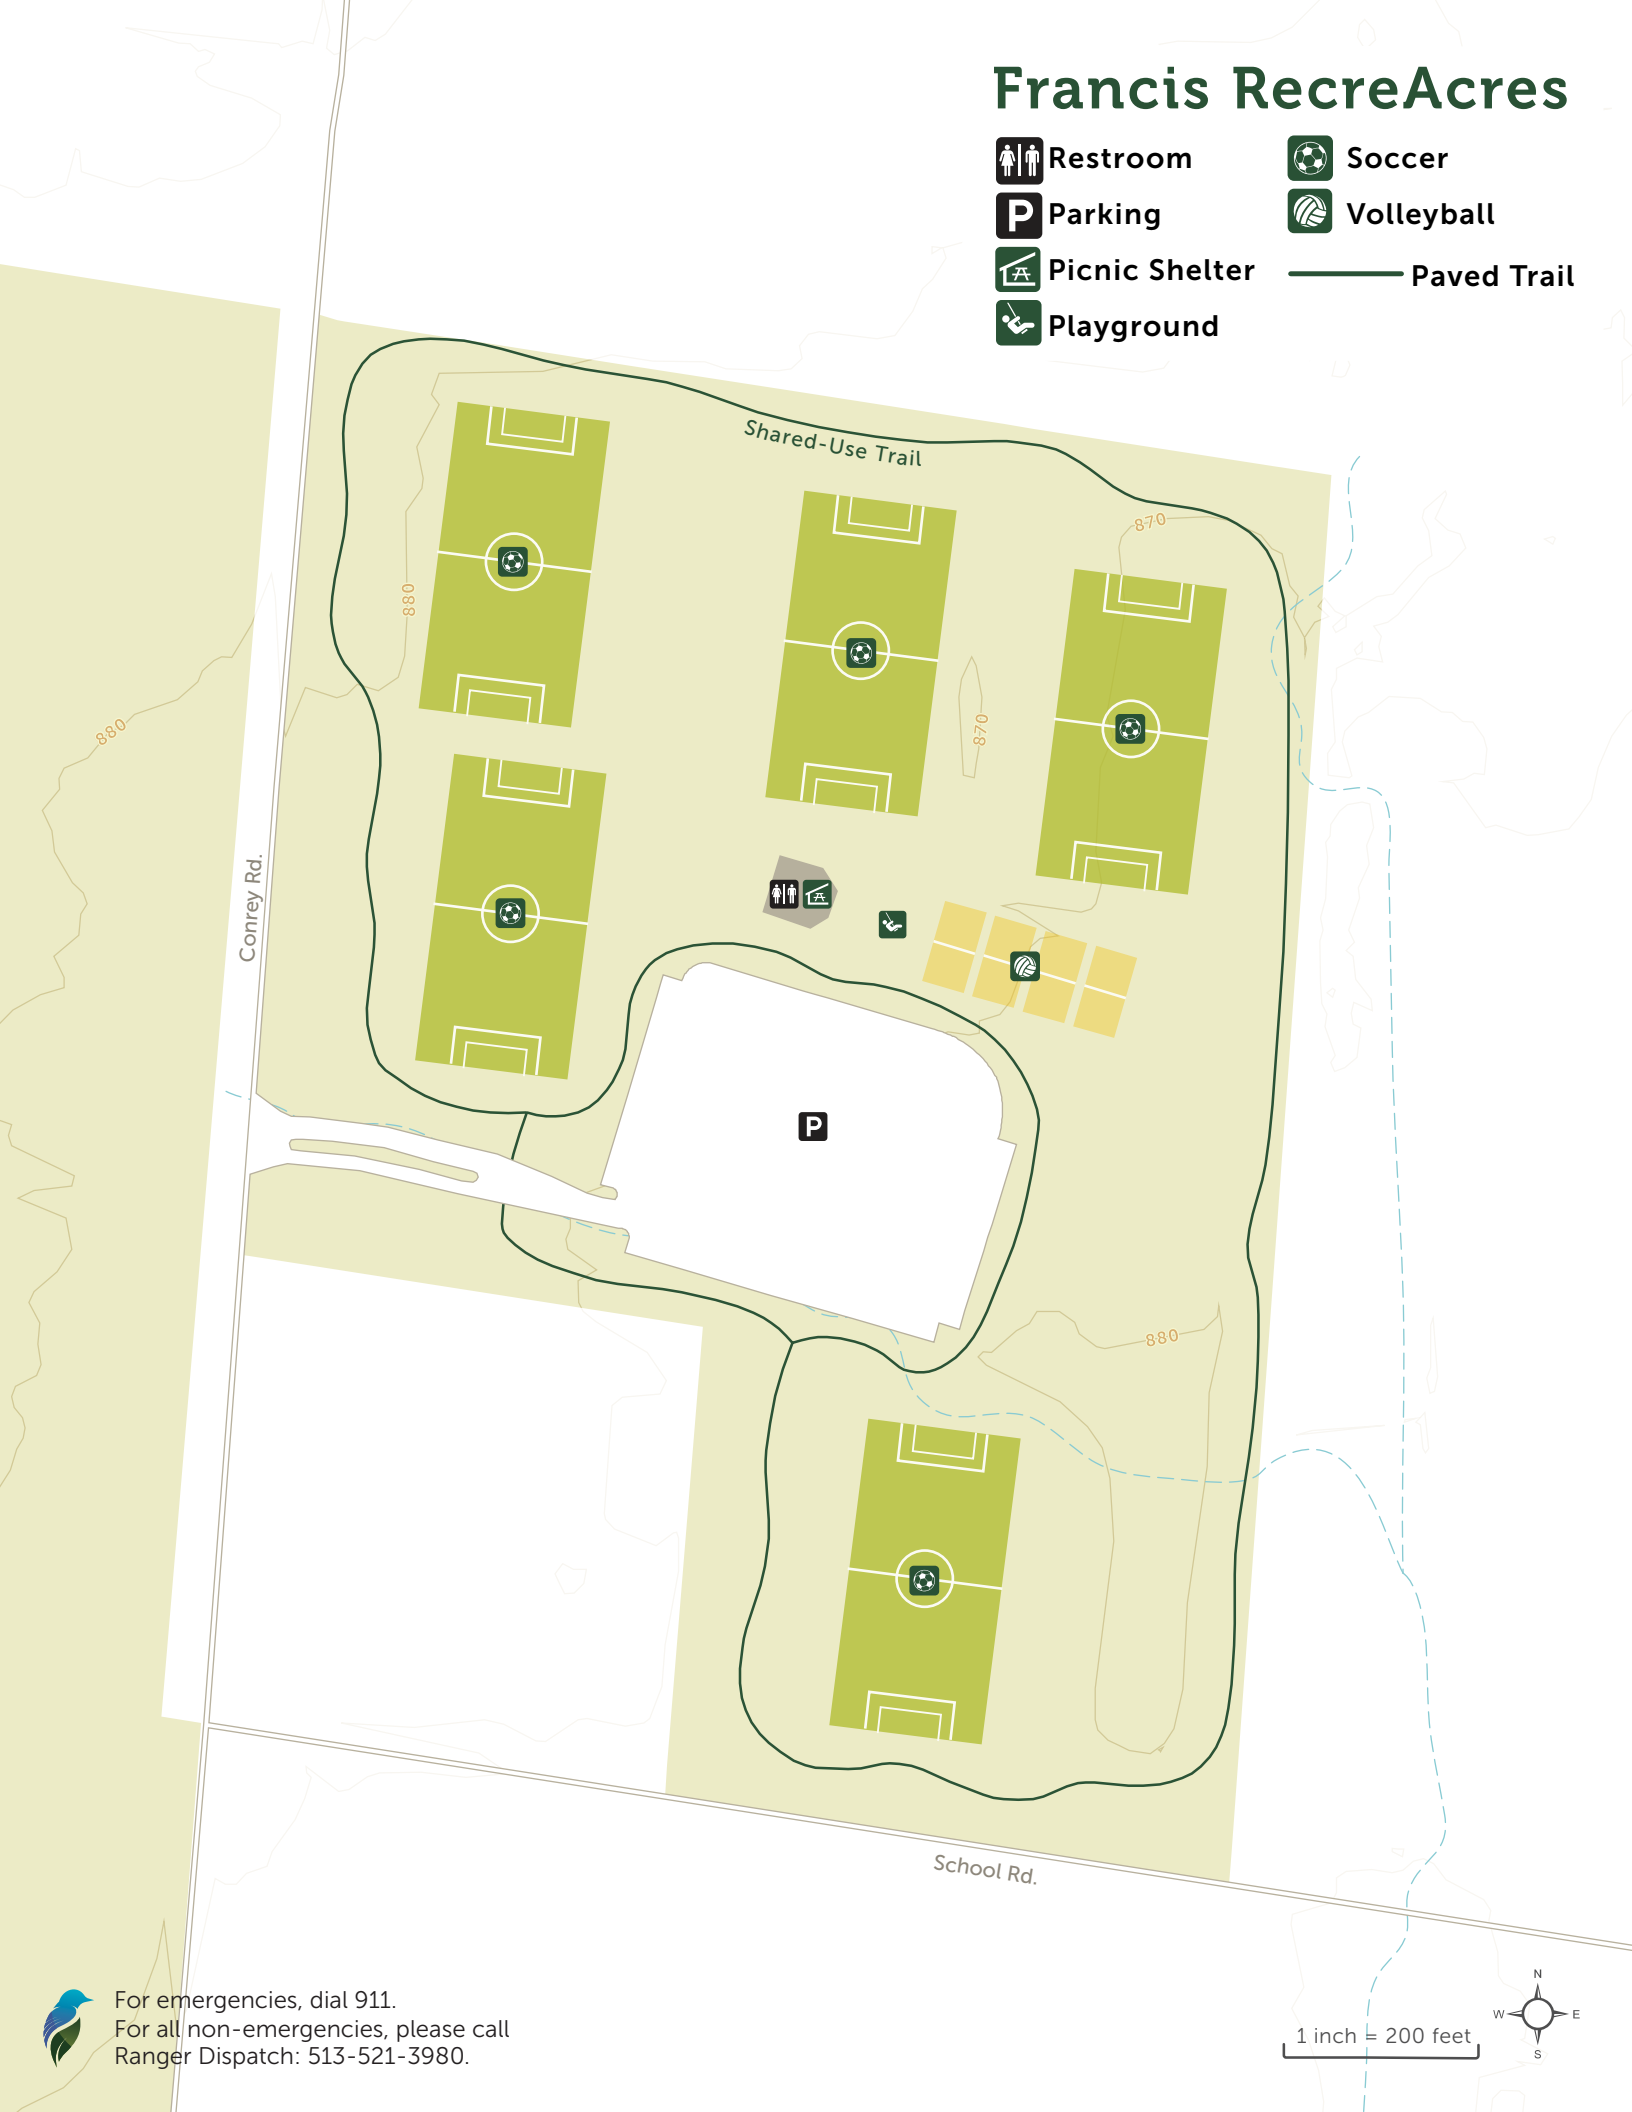 Francis RecreAcres
Restroom
Soccer
P Parking
Volleyball
Picnic Shelter
Paved Trail
Playground
Shared-Use Trail
870
880
870
880
Conrey Rd.
P
880
School Rd.
For emergencies, dial 911.
For all non-emergencies, please call
Ranger Dispatch: 513-521-3980.
1 inch = 200 feet
N
W E
S